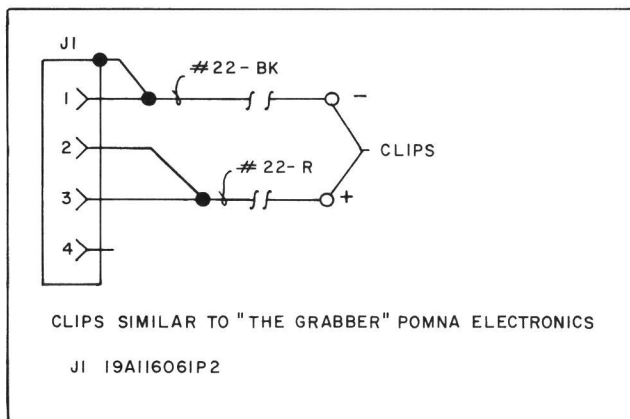 J1
#22-BK
1
-
2
CLIPS
#22-R
3
+
4
CLIPS SIMILAR TO "THE GRABBER" POMNA ELECTRONICS
J1 19A116061P2